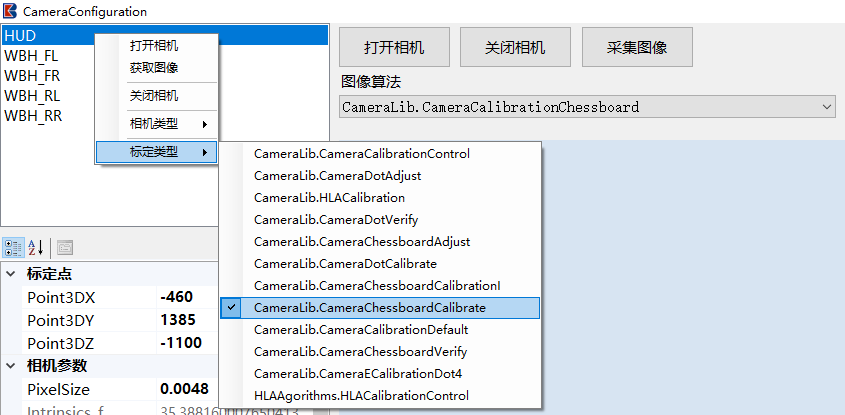 CameraConfiguration
HUD
WBH_FL
WBH_FR
WBH_RL
WBH_RR
打开相机
获取图像
关闭相机
相机类型
标定类型
打开相机
关闭相机
采集图像
图像算法
CameraLib.CameraCalibrationChessboard
CameraLib.CameraCalibrationControl
CameraLib.CameraDotAdjust
CameraLib.HLACalibration
CameraLib.CameraDotVerify
CameraLib.CameraChessboardAdjust
CameraLib.CameraDotCalibrate
CameraLib.CameraChessboardCalibrationI
CameraLib.CameraChessboardCalibrate
CameraLib.CameraCalibrationDefault
CameraLib.CameraChessboardVerify
CameraLib.CameraECalibrationDot4
HLAAgorithms.HLACalibrationControl
标定点
Point3DX -460
Point3DY 1385
Point3DZ -1100
相机参数
PixelSize 0.0048
Intrinsics_f 35.388160007650413